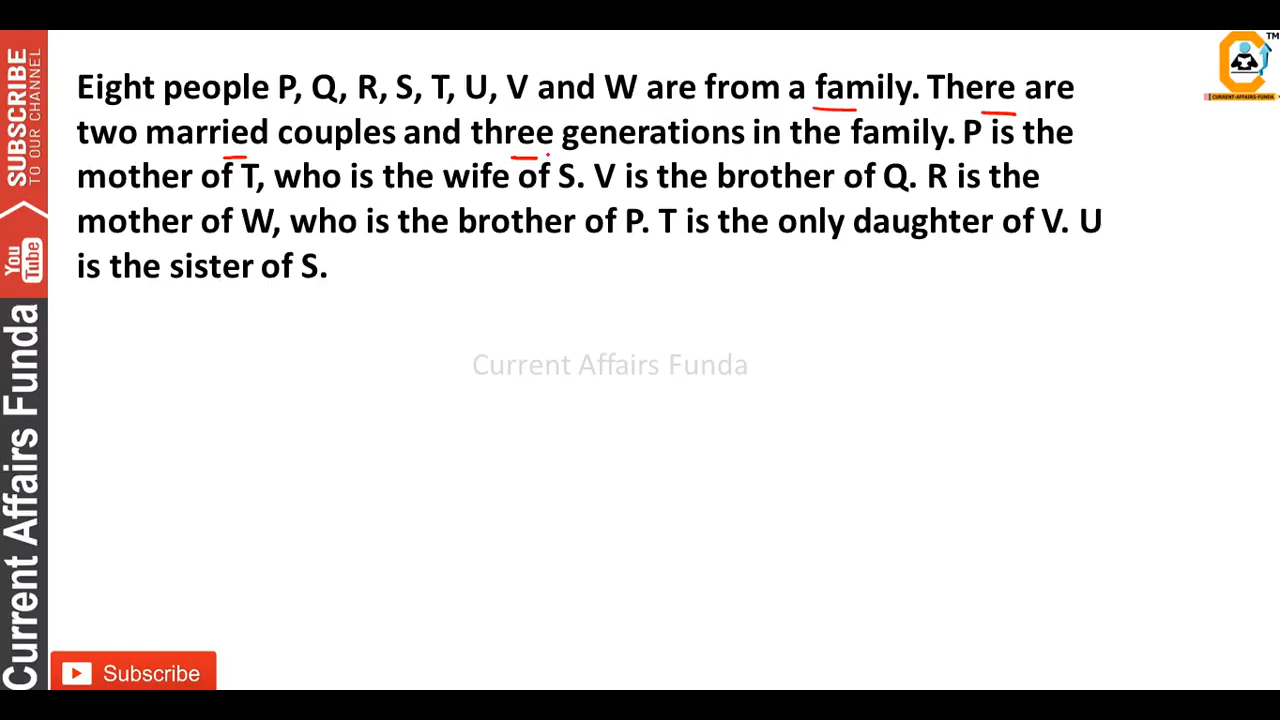 SUBSCRIBE
TO OUR CHANNEL
You
Tube
Current Affairs Funda
TM
CURRENT-AFFAIRS-FUNDA
Eight people P, Q, R, S, T, U, V and W are from a family. There are
two married couples and three generations in the family. P is the
mother of T, who is the wife of S. V is the brother of Q. R is the
mother of W, who is the brother of P. T is the only daughter of V. U
is the sister of S.
Current Affairs Funda
Subscribe